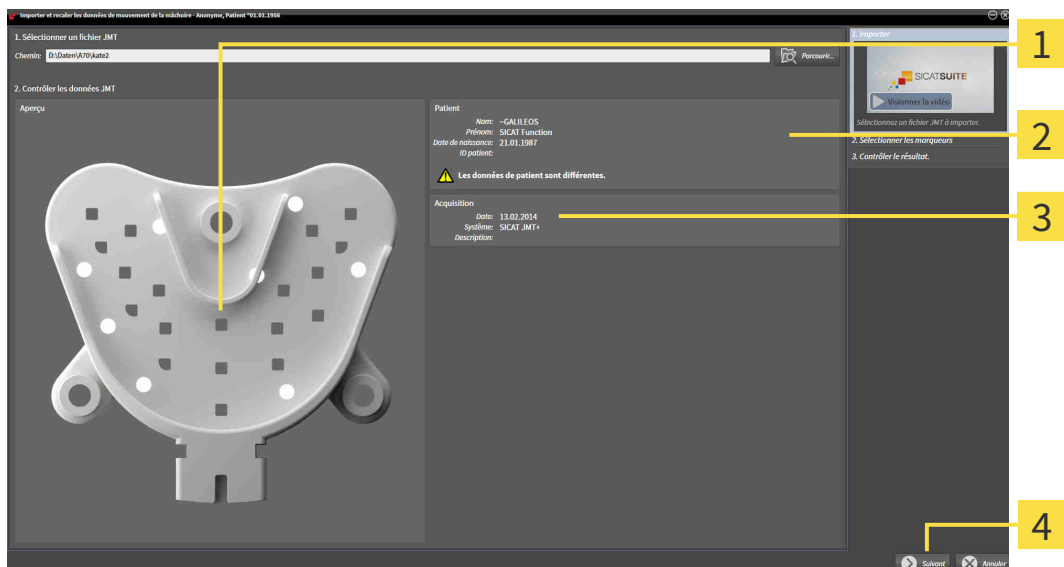 Importer et recaler les données de mouvement de la mâchoire - Anonyme, Patient *01.01.1956
1. Sélectionner un fichier JMT
Chemin: D:\Daten\A70\kate2
Parcourir...
2. Contrôler les données JMT
Aperçu
Patient
Nom: ~GALILEOS
Prénom: SICAT Function
Date de naissance: 21.01.1987
ID patient:
Les données de patient sont différentes.
Acquisition
Date: 13.02.2014
Système: SICAT JMT+
Description:
1. Importer
SICATSUITE
Visionner la vidéo
Sélectionnez un fichier JMT à importer.
2. Sélectionner les marqueurs
3. Contrôler le résultat.
Suivant
Annuler
1
2
3
4